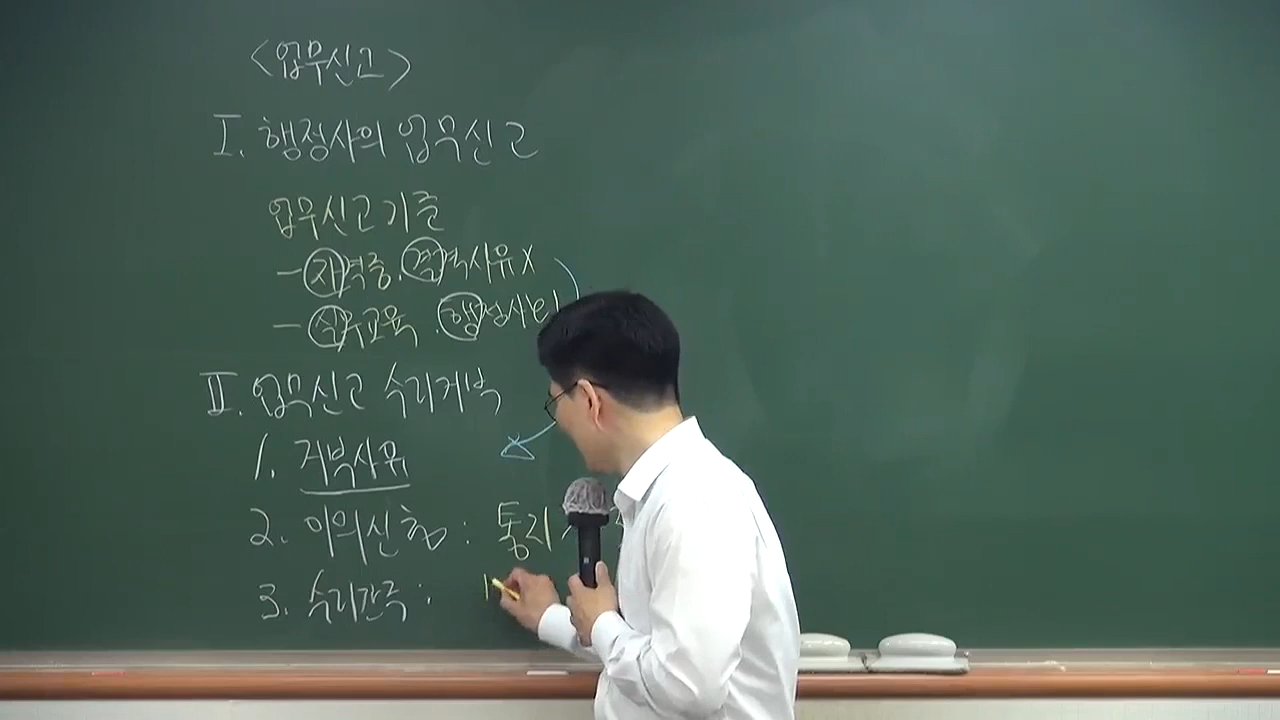 <업무신고>
I. 행정사의 업무신고
업무신고기준
- 자격증. 결격사유 X
- 실무교육. 행정사회
II. 업무신고 수리거부
1. 거부사유
2. 이의신청 : 통지
3. 수리간주 :